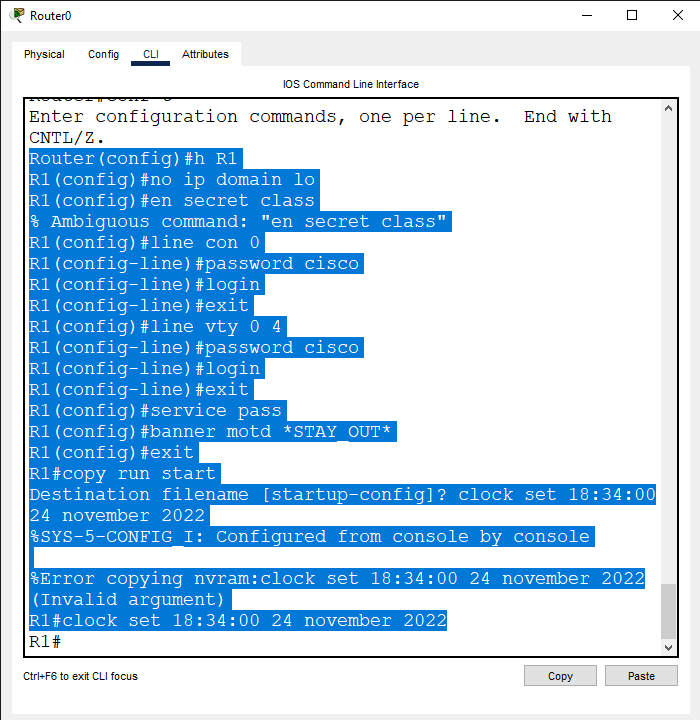 Router0
Physical Config CLI Attributes
IOS Command Line Interface
Enter configuration commands, one per line.  End with
CNTL/Z.
Router(config)#h R1
R1(config)#no ip domain lo
R1(config)#en secret class
% Ambiguous command: "en secret class"
R1(config)#line con 0
R1(config-line)#password cisco
R1(config-line)#login
R1(config-line)#exit
R1(config)#line vty 0 4
R1(config-line)#password cisco
R1(config-line)#login
R1(config-line)#exit
R1(config)#service pass
R1(config)#banner motd *STAY_OUT*
R1(config)#exit
R1#copy run start
Destination filename [startup-config]? clock set 18:34:00
24 november 2022
%SYS-5-CONFIG_I: Configured from console by console
%Error copying nvram:clock set 18:34:00 24 november 2022
(Invalid argument)
R1#clock set 18:34:00 24 november 2022
R1#
Ctrl+F6 to exit CLI focus
Copy Paste